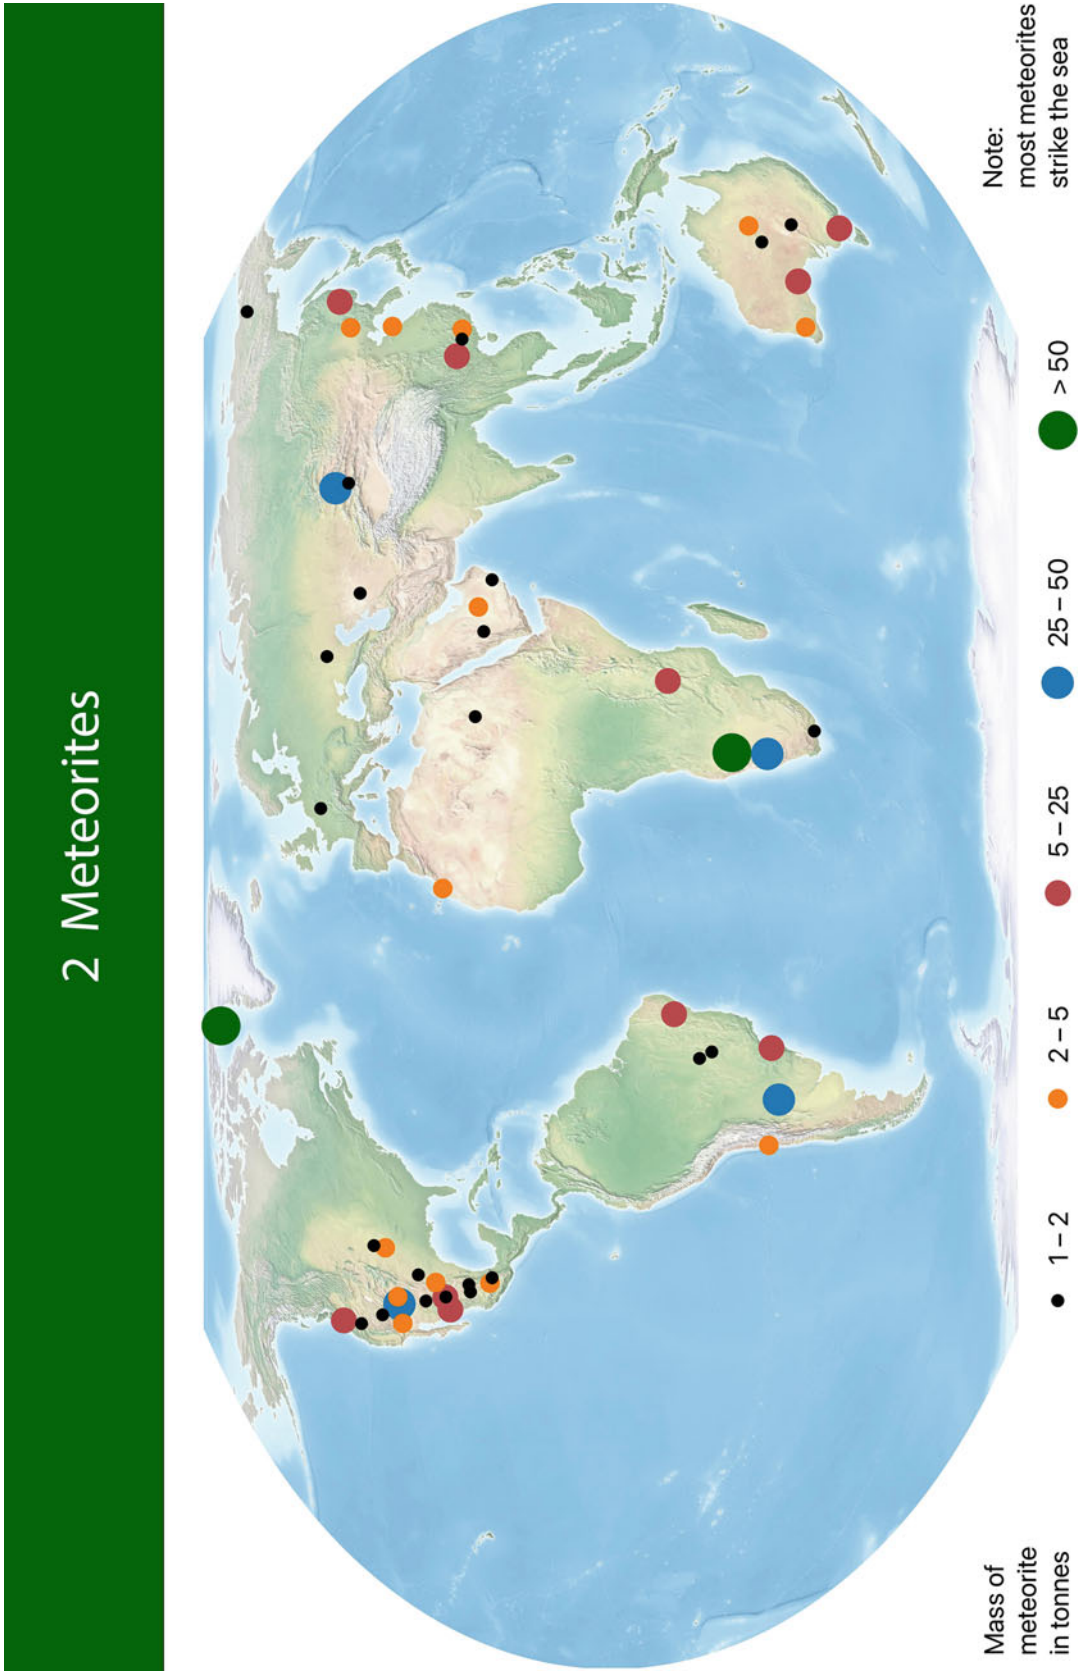 2 Meteorites
Mass of
meteorite
in tonnes
1 – 2
2 – 5
5 – 25
25 – 50
> 50
Note:
most meteorites
strike the sea